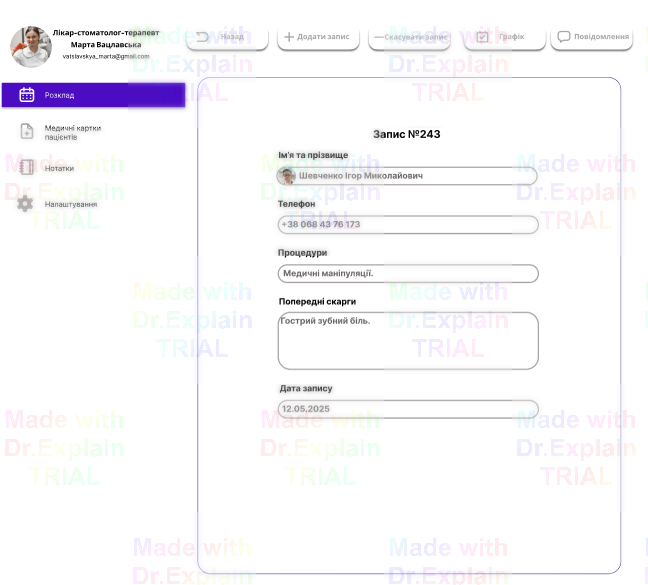 Лікар-стоматолог-терапевт
Марта Вацлавська
vatslavskya_marta@gmail.com
Назад
Додати запис
Скасувати запис
Графік
Повідомлення
Розклад
Медичні картки
пацієнтів
Нотатки
Налаштування
Запис №243
Ім'я та прізвище
Шевченко Ігор Миколайович
Телефон
+38 068 43 76 173
Процедури
Медичні маніпуляції.
Попередні скарги
Гострий зубний біль.
Дата запису
12.05.2025
Made with
Dr.Explain
TRIAL
Made with
Dr.Explain
TRIAL
Made with
Dr.Explain
TRIAL
Made with
Dr.Explain
TRIAL
Made with
Dr.Explain
TRIAL
Made with
Dr.Explain
TRIAL
Made with
Dr.Explain
TRIAL
Made with
Dr.Explain
TRIAL
Made with
Dr.Explain
TRIAL
Made with
Dr.Explain
TRIAL
Made with
Dr.Explain
Made with
Dr.Explain